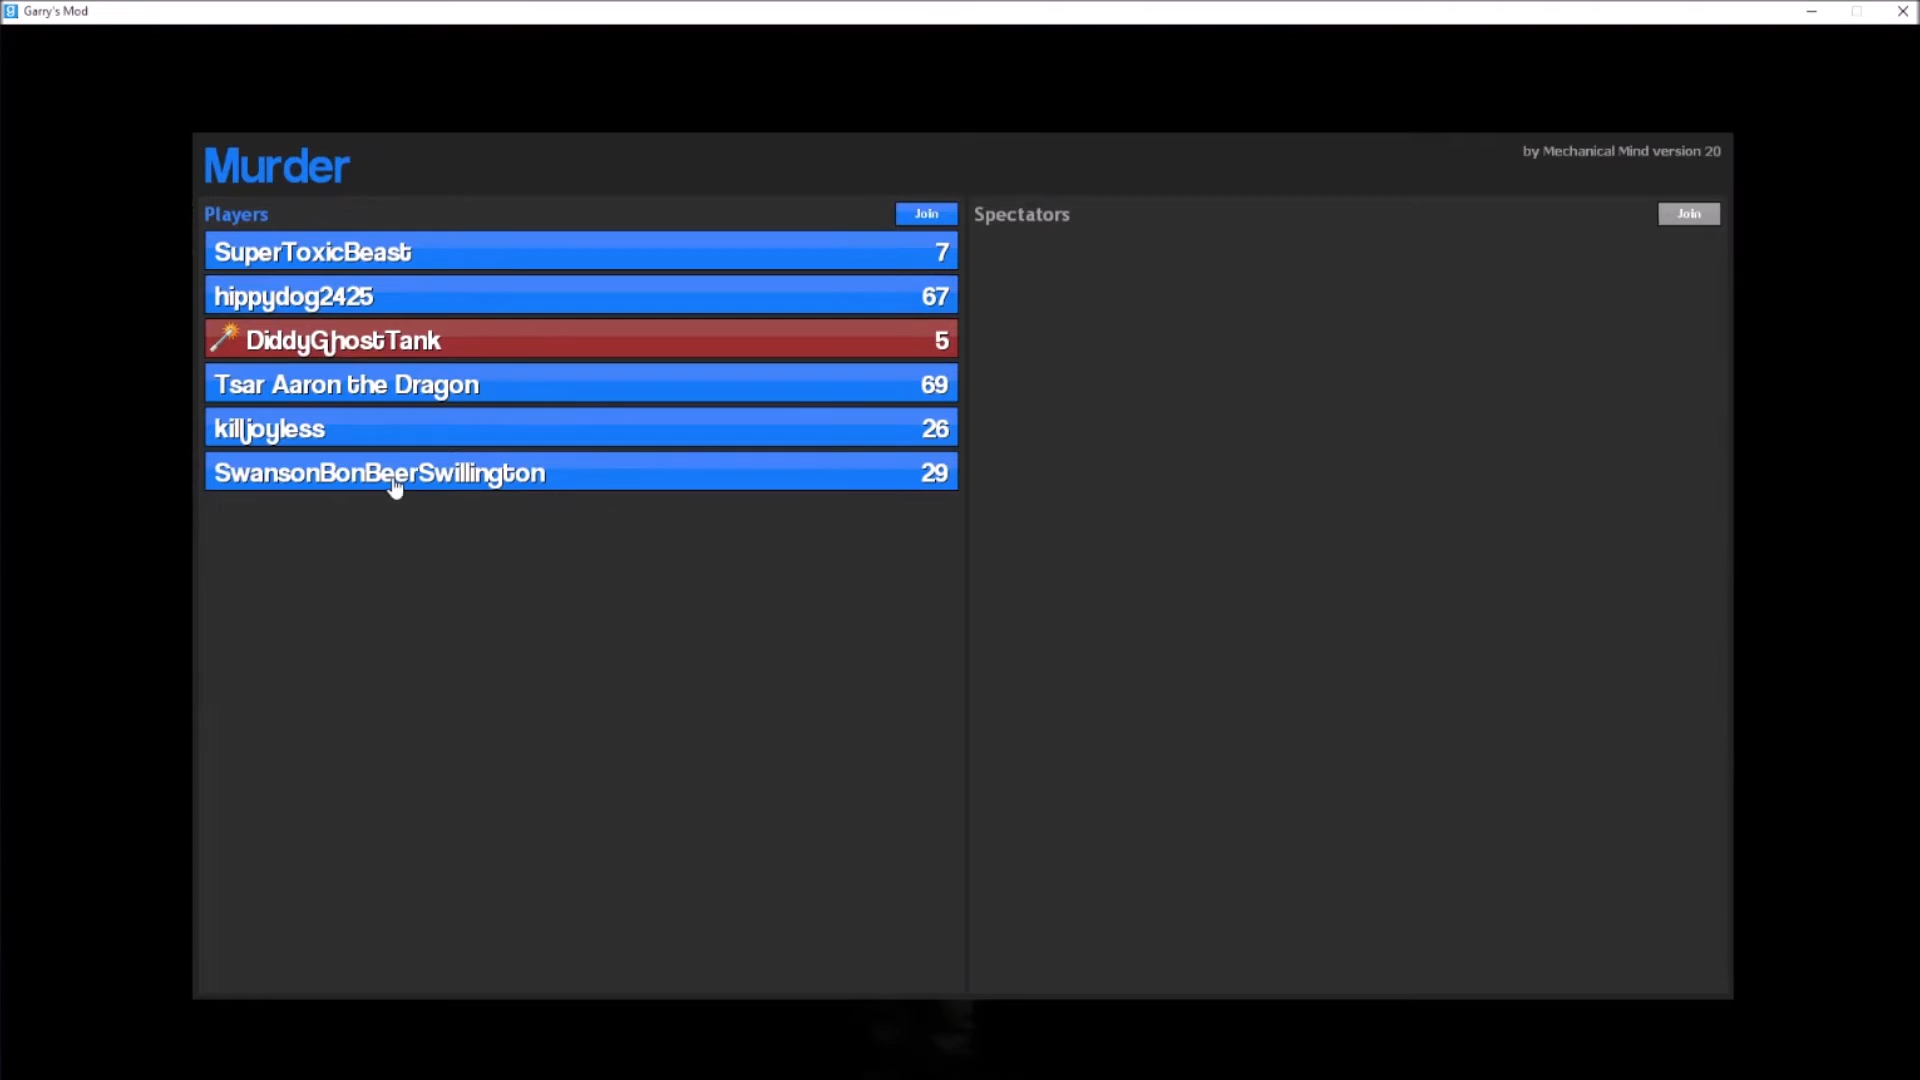 Garry's Mod
Murder
by Mechanical Mind version 20
Players
Join
Spectators
Join
SuperToxicBeast 7
hippydog2425 67
DiddyGhostTank 5
Tsar Aaron the Dragon 69
killjoyless 26
SwansonBonBeerSwillington 29